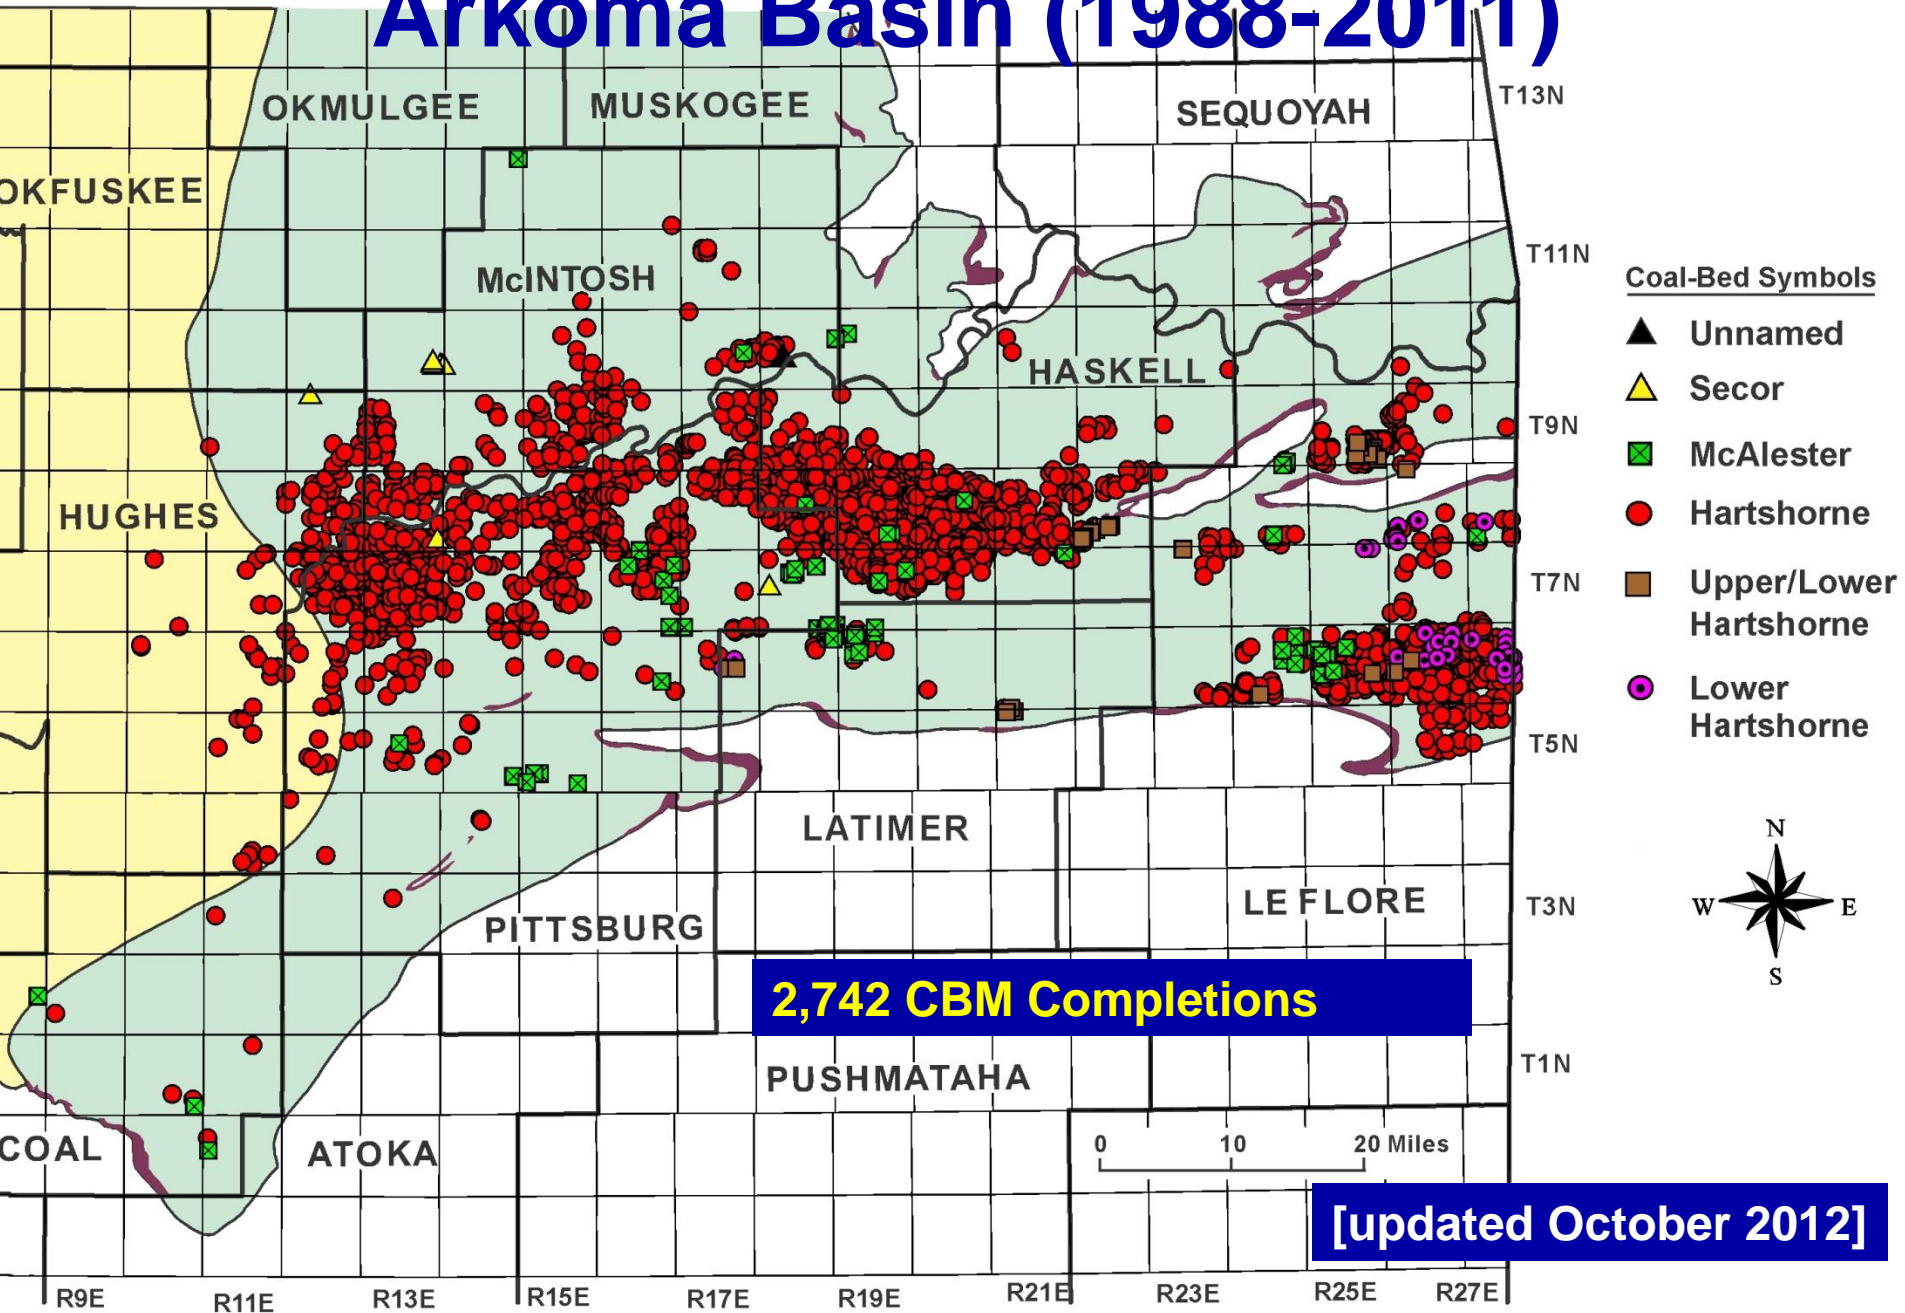 Arkoma Basin (1988-2011)
OKMULGEE
MUSKOGEE
SEQUOYAH
T13N
OKFUSKEE
McINTOSH
T11N
Coal-Bed Symbols
Unnamed
Secor
McAlester
Hartshorne
Upper/Lower
Hartshorne
Lower
Hartshorne
HASKELL
T9N
HUGHES
T7N
T5N
LATIMER
N
W
E
S
PITTSBURG
LE FLORE
T3N
2,742 CBM Completions
PUSHMATAHA
T1N
COAL
ATOKA
0 10 20 Miles
[updated October 2012]
R9E R11E R13E R15E R17E R19E R21E R23E R25E R27E